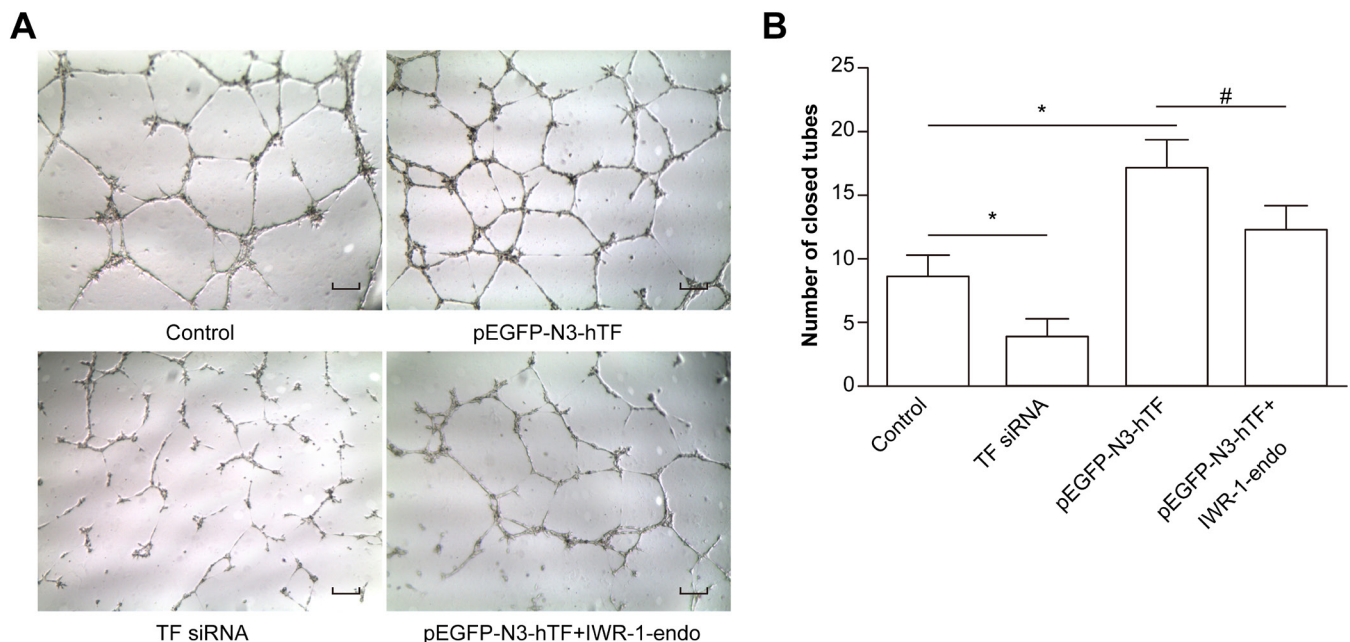 A
Control
pEGFP-N3-hTF
TF siRNA
pEGFP-N3-hTF+IWR-1-endo
B
Number of closed tubes
25
20
15
10
5
0
*
*
#
Control
TF siRNA
pEGFP-N3-hTF
pEGFP-N3-hTF+
IWR-1-endo